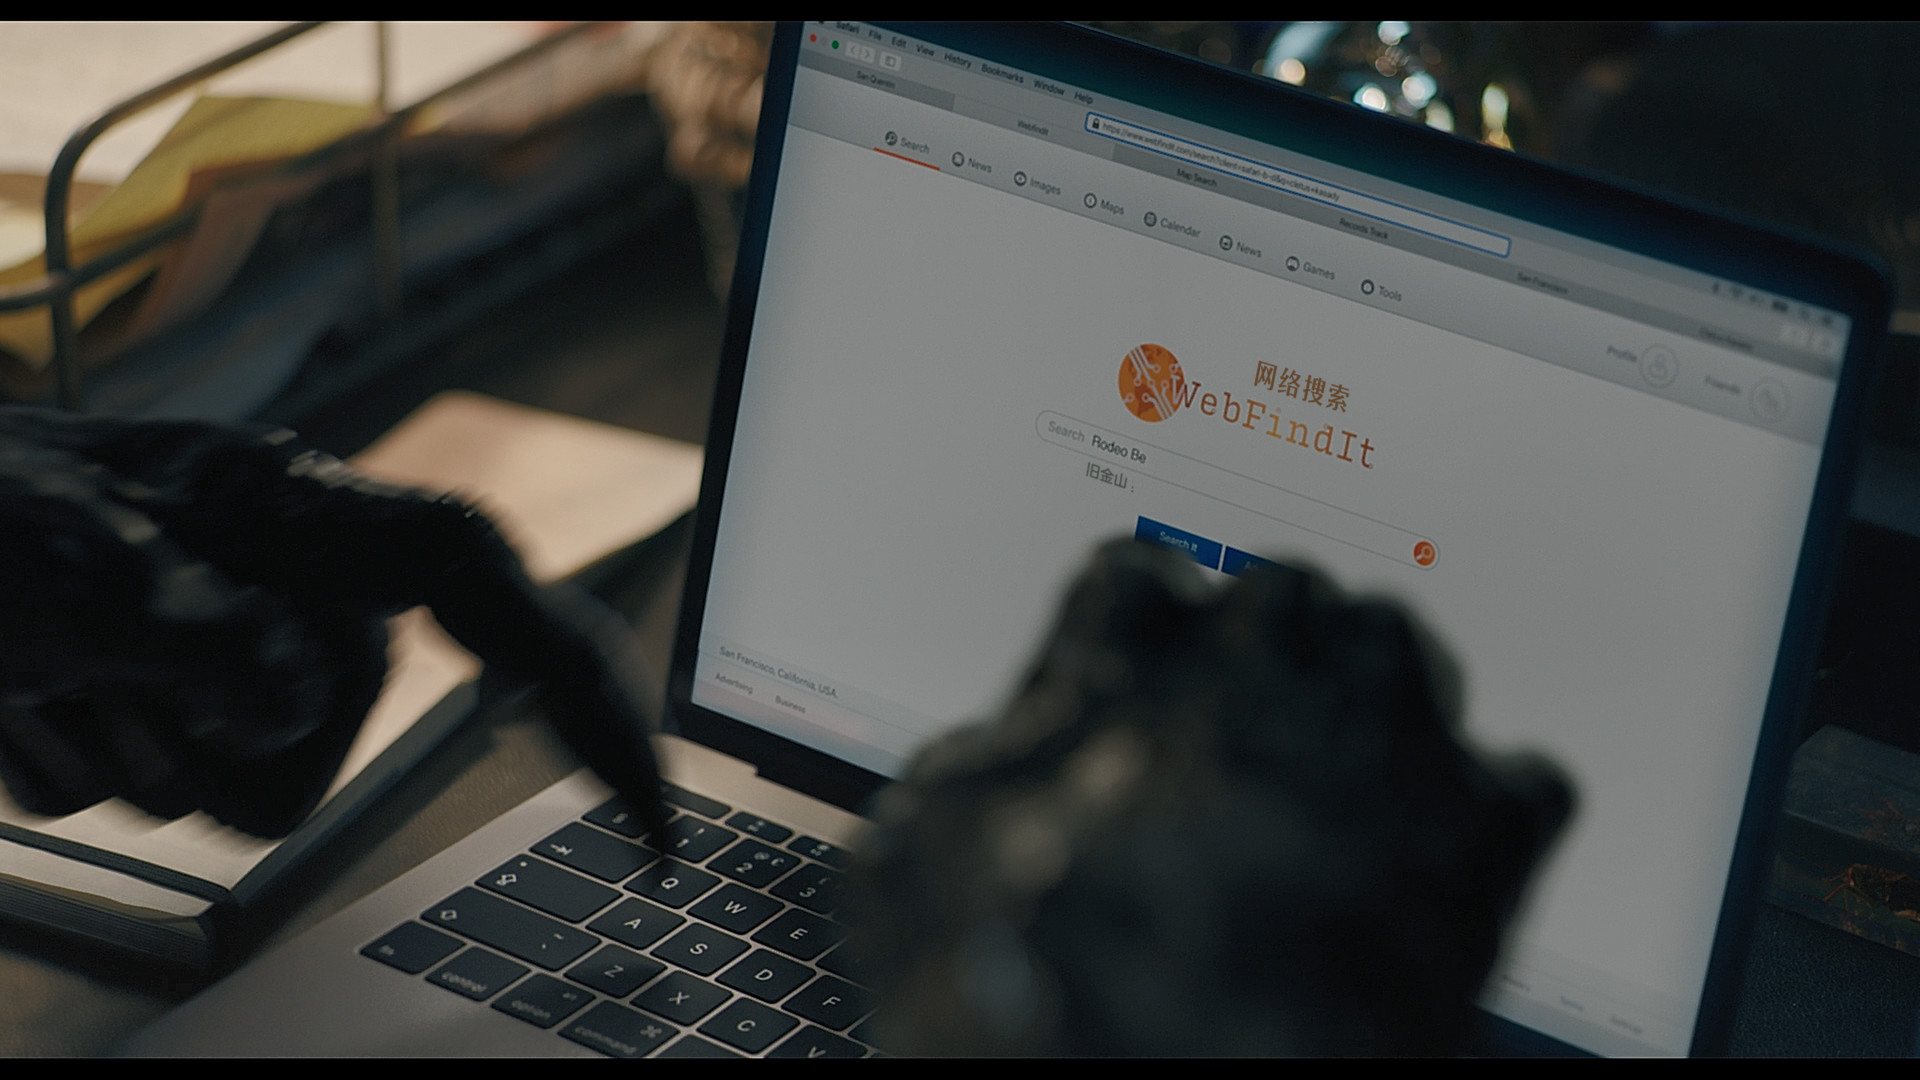 Safari File Edit View History Bookmarks Window Help
San Quentin
Webfindit
https://www.webfindit.com/search?client=safari-b-d&q=cletus+kasady
Map Search
Records Track
San Francisco
Search News Images Maps Calendar News Games Tools
Profile
Friends
网络搜索
WebFindIt
Search Rodeo Be
旧金山：
Search It
San Francisco, California, USA,
Advertising Business
1
2
3
Q
W
E
A
S
D
F
Z
X
C
V
fn
control
option
command